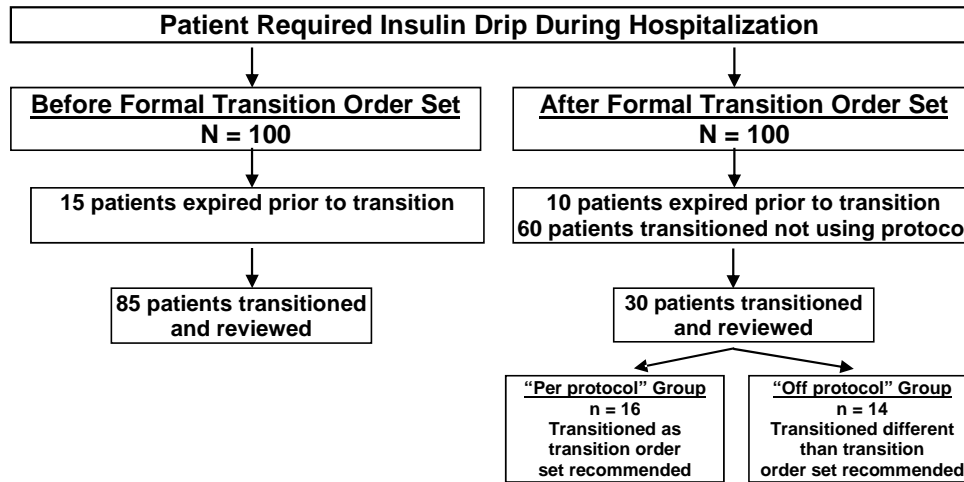 Patient Required Insulin Drip During Hospitalization
Before Formal Transition Order Set
N = 100
After Formal Transition Order Set
N = 100
15 patients expired prior to transition
10 patients expired prior to transition
60 patients transitioned not using protoco
85 patients transitioned
and reviewed
30 patients transitioned
and reviewed
“Per protocol” Group
n = 16
Transitioned as
transition order
set recommended
“Off protocol” Group
n = 14
Transitioned different
than transition
order set recommended